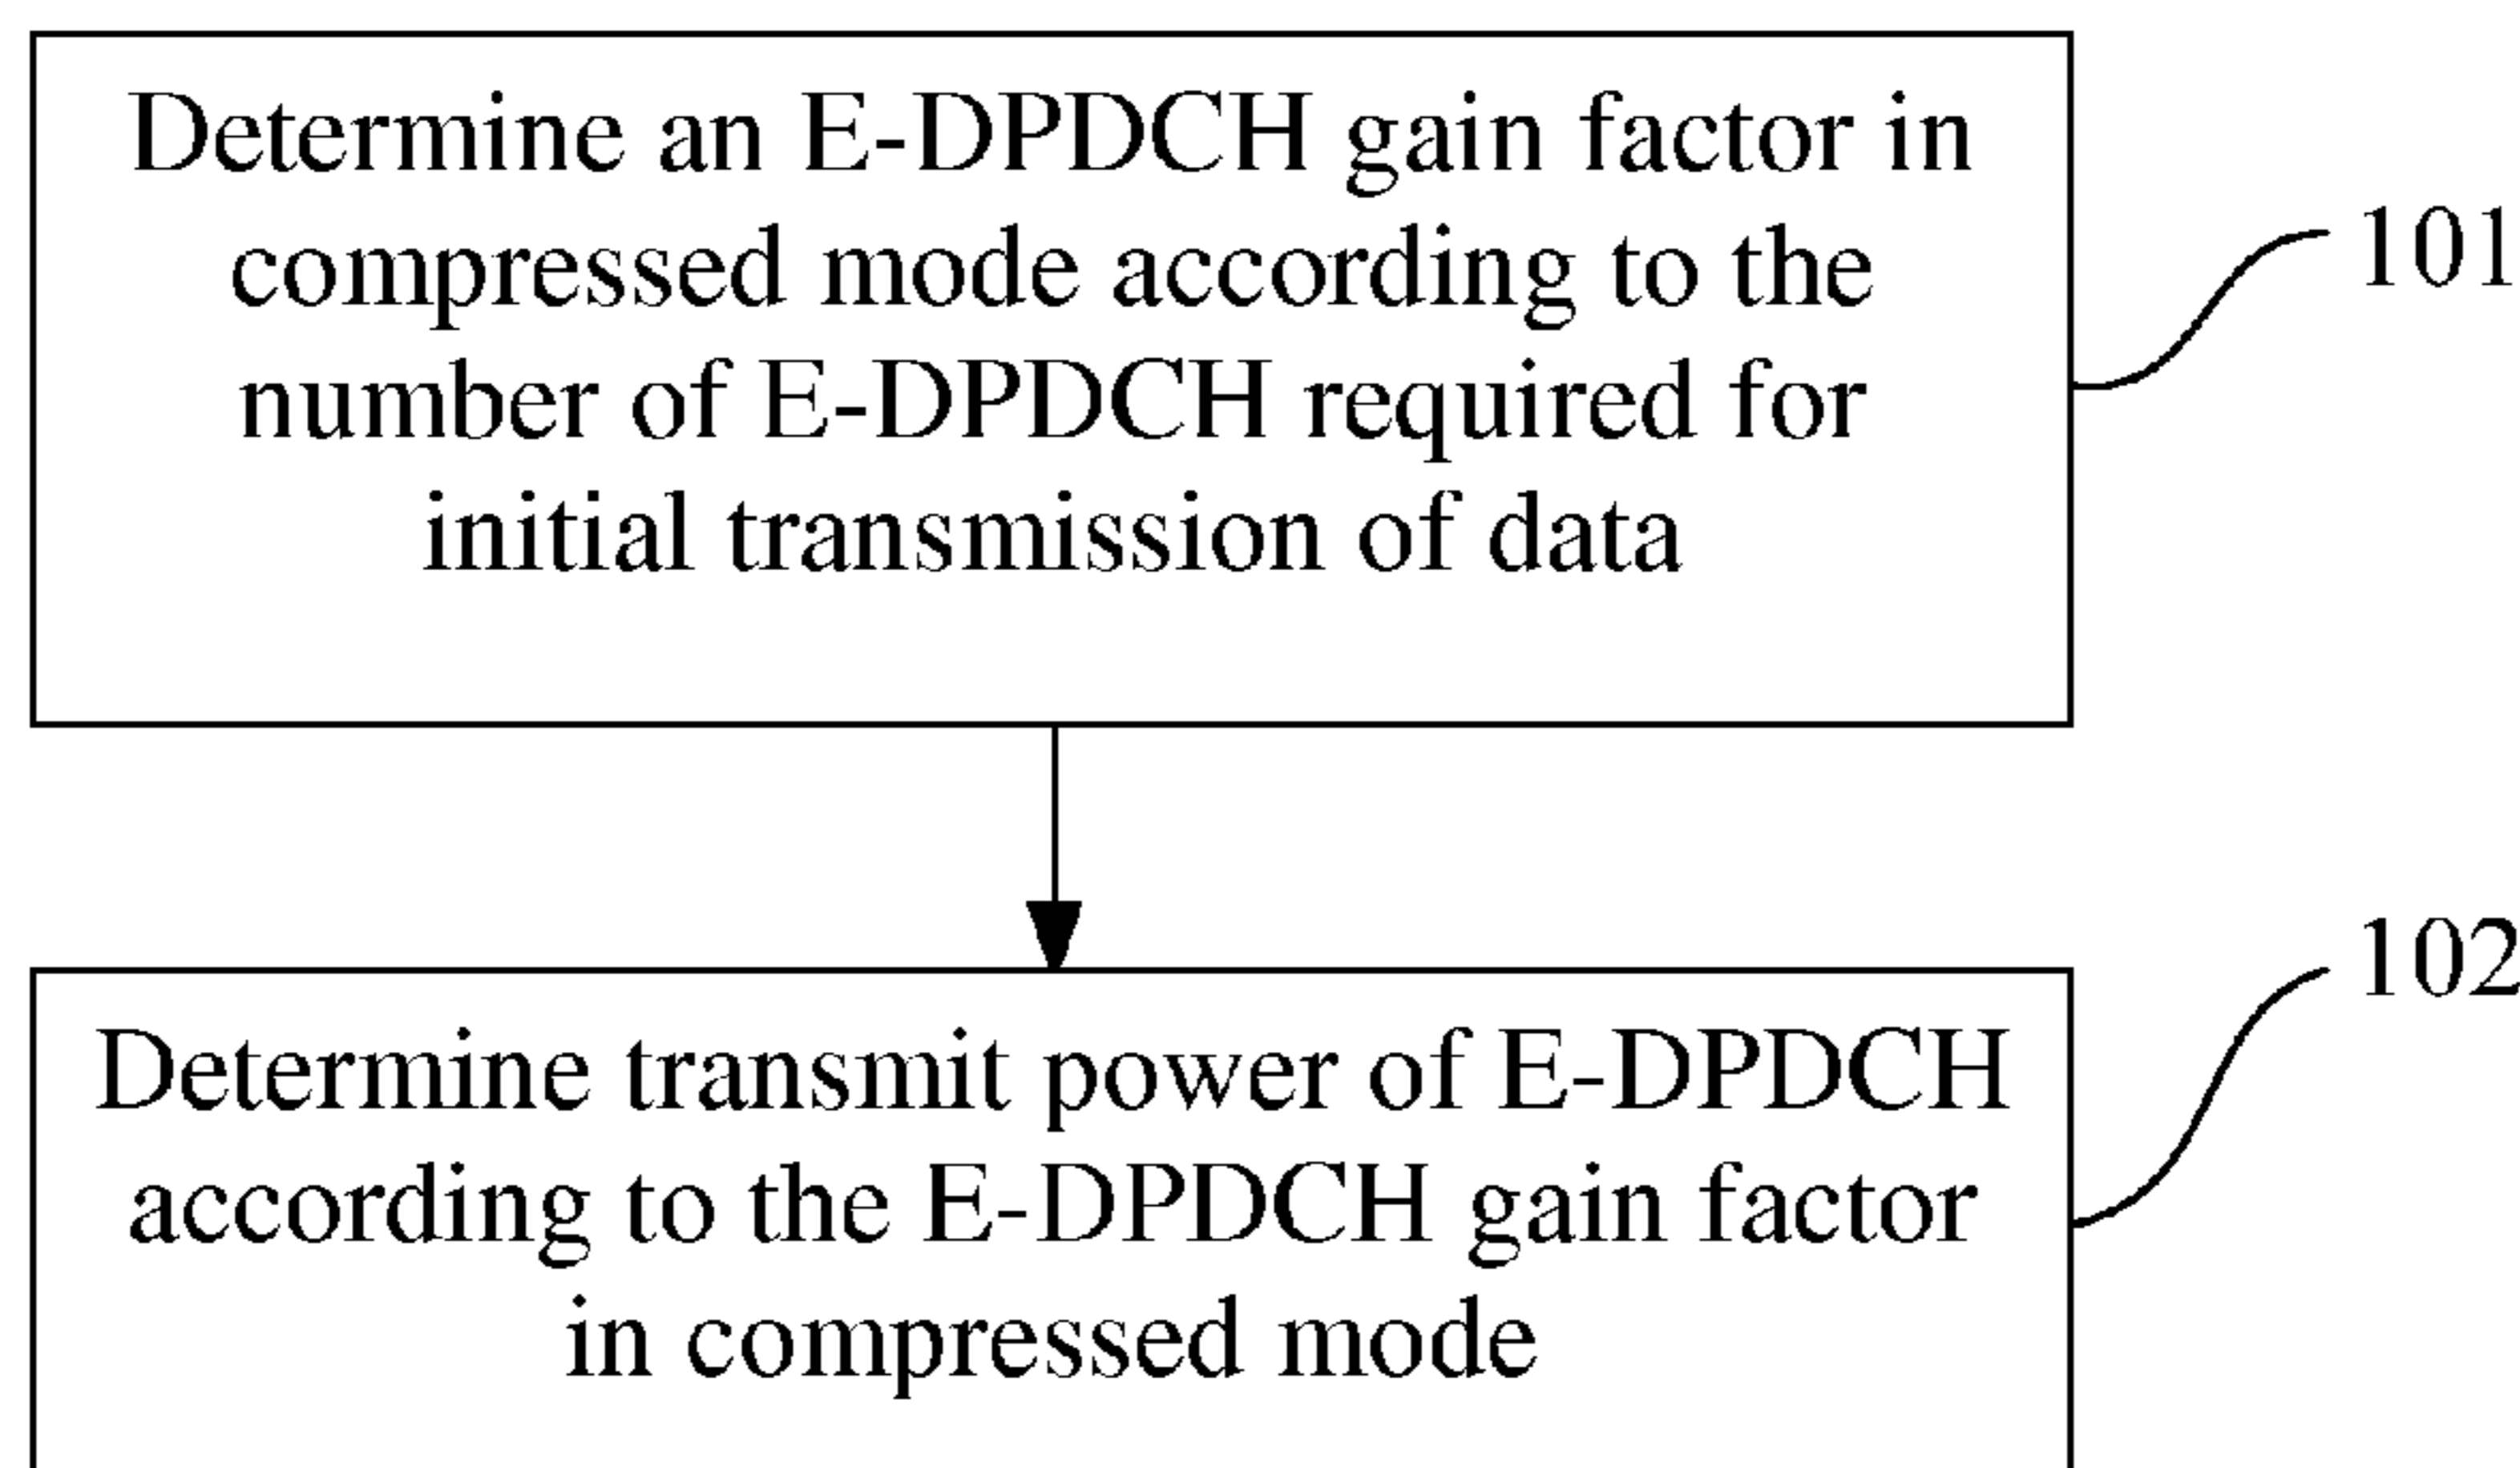 Determine an E-DPDCH gain factor in
compressed mode according to the
number of E-DPDCH required for
initial transmission of data
101
Determine transmit power of E-DPDCH
according to the E-DPDCH gain factor
in compressed mode
102